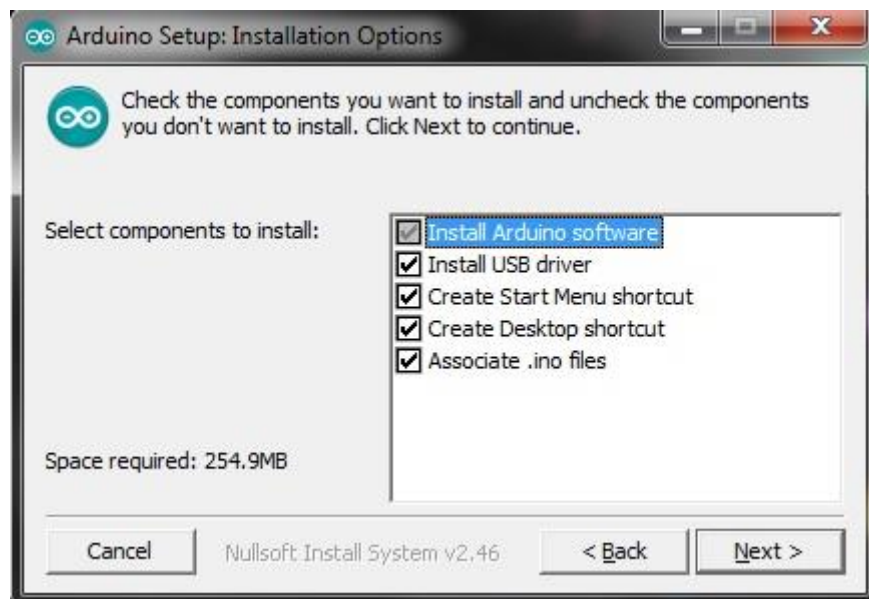 Arduino Setup: Installation Options
Check the components you want to install and uncheck the components
you don't want to install. Click Next to continue.
Select components to install:
Install Arduino software
Install USB driver
Create Start Menu shortcut
Create Desktop shortcut
Associate .ino files
Space required: 254.9MB
Cancel
Nullsoft Install System v2.46
< Back
Next >